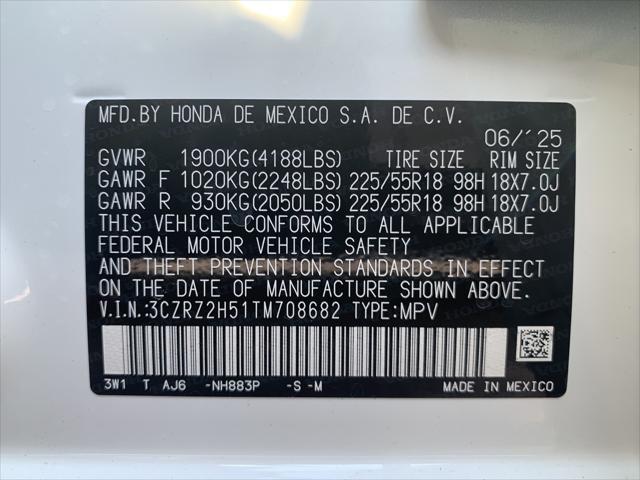 MFD.BY HONDA DE MEXICO S.A. DE C.V.
06/'25
GVWR 1900KG(4188LBS) TIRE SIZE RIM SIZE
GAWR F 1020KG(2248LBS) 225/55R18 98H 18X7.0J
GAWR R 930KG(2050LBS) 225/55R18 98H 18X7.0J
THIS VEHICLE CONFORMS TO ALL APPLICABLE
FEDERAL MOTOR VEHICLE SAFETY
AND THEFT PREVENTION STANDARDS IN EFFECT
ON THE DATE OF MANUFACTURE SHOWN ABOVE.
V.I.N.:3CZRZ2H51TM708682 TYPE:MPV
3W1 T AJ6 -NH883P -S -M MADE IN MEXICO